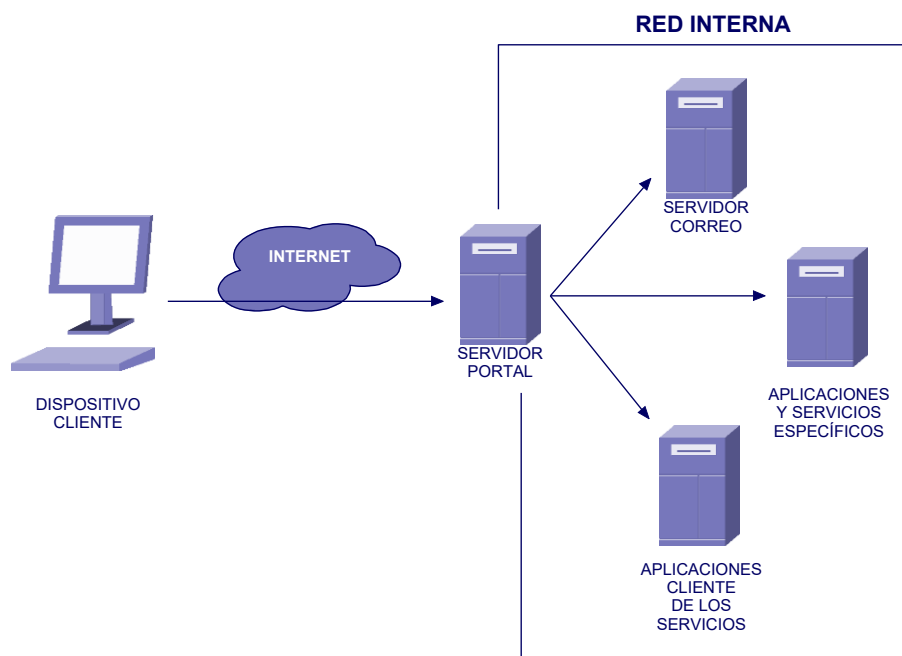 RED INTERNA
SERVIDOR
CORREO
INTERNET
SERVIDOR
PORTAL
DISPOSITIVO
CLIENTE
APLICACIONES
Y SERVICIOS
ESPECÍFICOS
APLICACIONES
CLIENTE
DE LOS
SERVICIOS